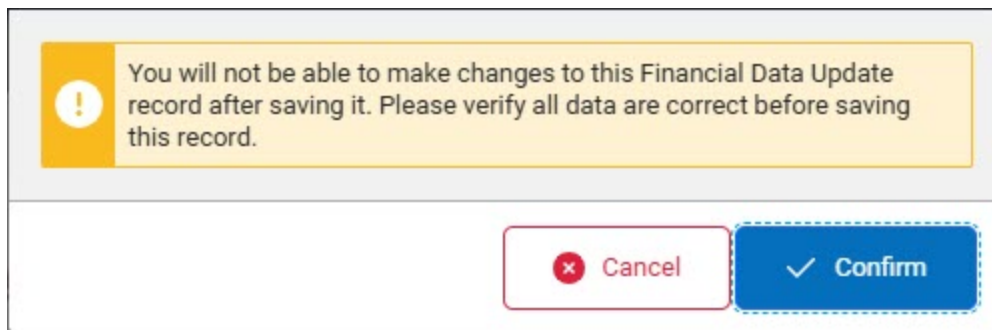 You will not be able to make changes to this Financial Data Update
record after saving it. Please verify all data are correct before saving
this record.
Cancel
Confirm